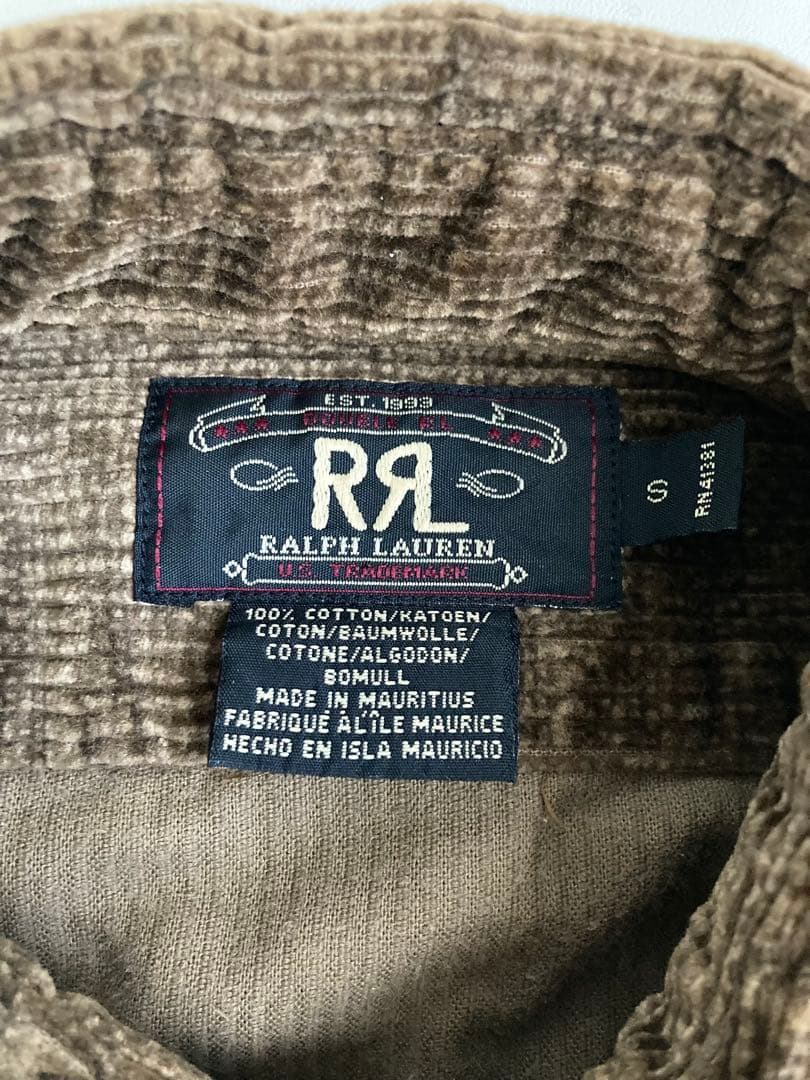 EST. 1993
DOUBLE RL
RRL
RALPH LAUREN
U.S. TRADEMARK
S
RN41381
100% COTTON/KATOEN/
COTON/BAUMWOLLE/
COTONE/ALGODON/
BOMULL
MADE IN MAURITIUS
FABRIQUÉ À L'ÎLE MAURICE
HECHO EN ISLA MAURICIO